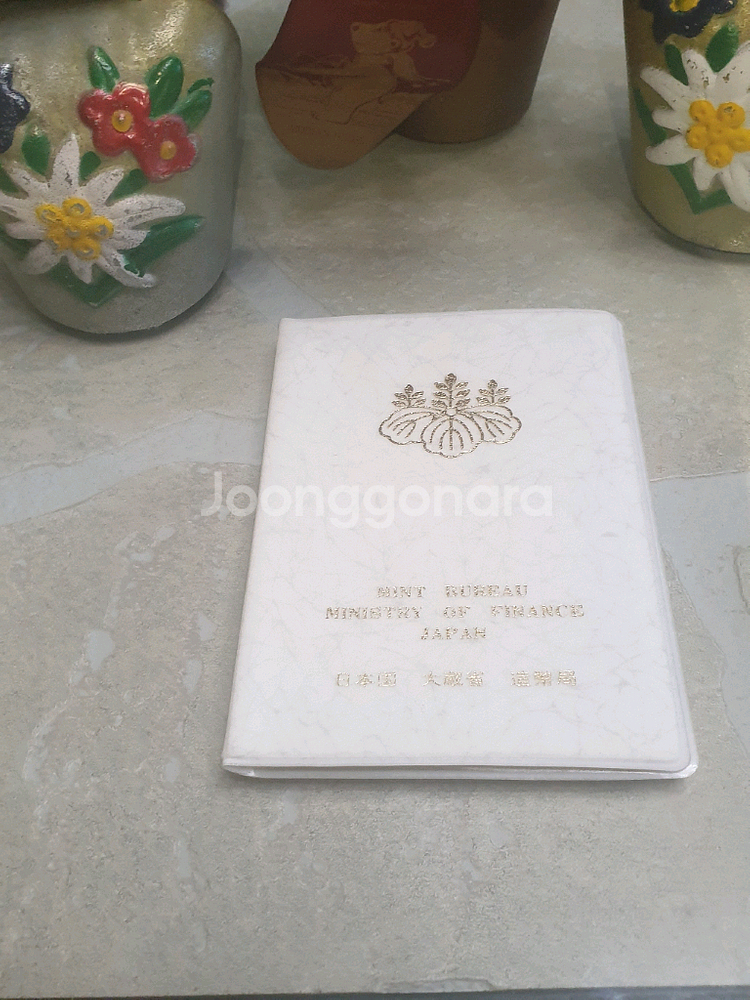 Joonggonara
MINT BUREAU
MINISTRY OF FINANCE
JAPAN
日本国 大蔵省 造幣局